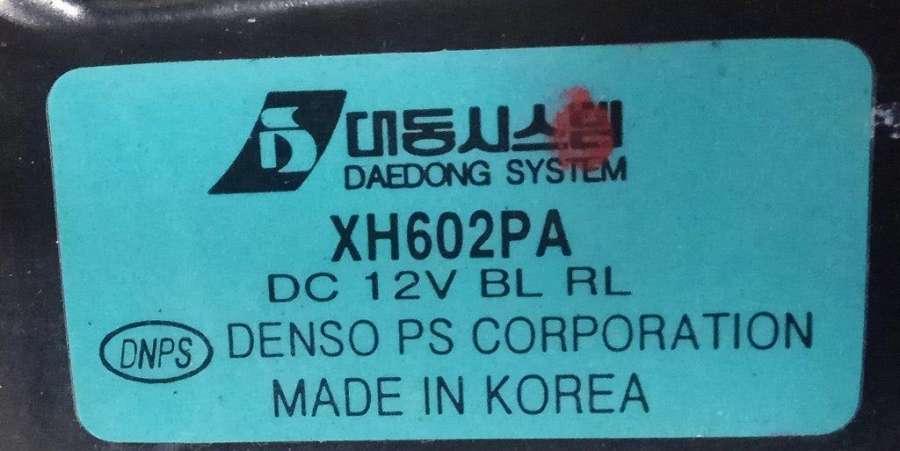 대동시스템
DAEDONG SYSTEM
XH602PA
DC 12V BL RL
DNPS DENSO PS CORPORATION
MADE IN KOREA